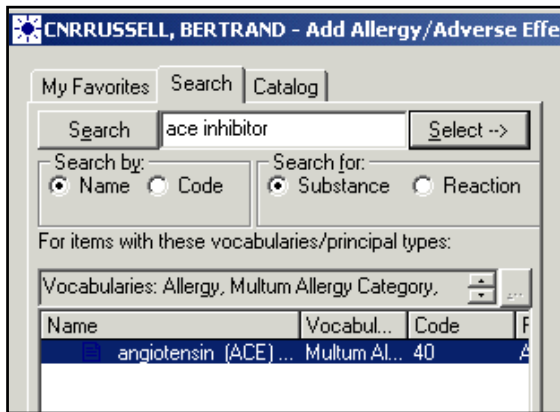 CNRRUSSELL, BERTRAND - Add Allergy/Adverse Effe
My Favorites Search Catalog
Search ace inhibitor Select -->
Search by: Search for:
Name Code Substance Reaction
For items with these vocabularies/principal types:
Vocabularies: Allergy, Multum Allergy Category, ...
Name Vocabul... Code F
angiotensin (ACE) ... Multum Al... 40 A